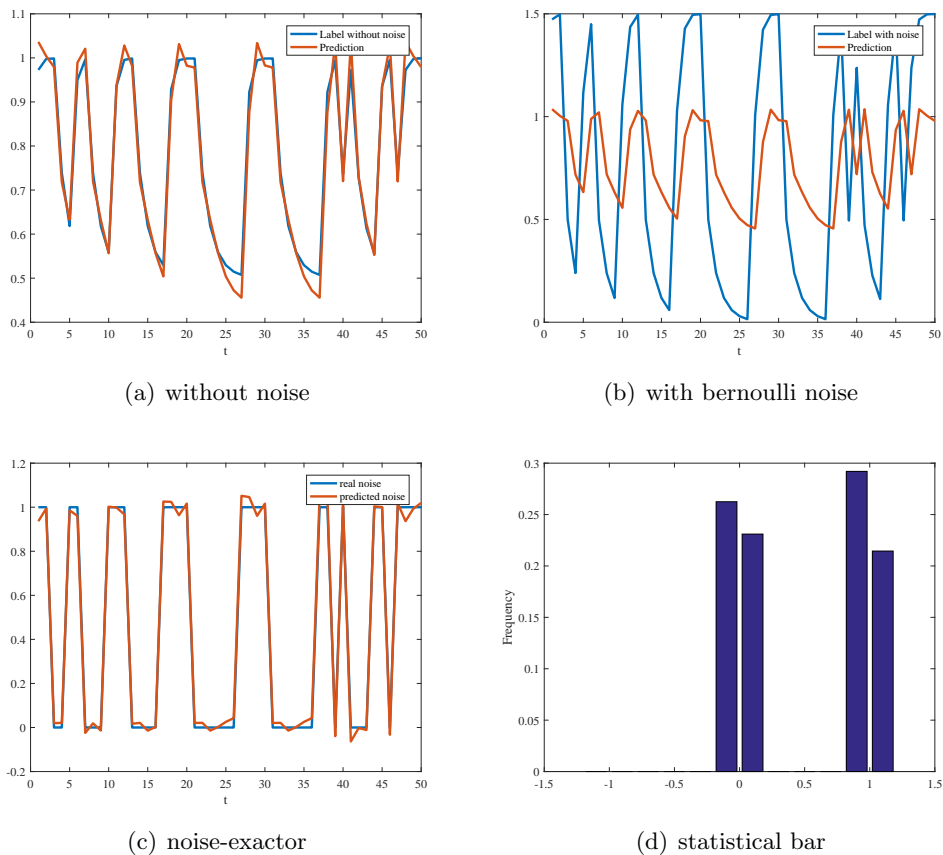 1.1
1
0.9
0.8
0.7
0.6
0.5
0.4
0 5 10 15 20 25 30 35 40 45 50
t
Label without noise
Prediction
(a) without noise
1.5
1
0.5
0
0 5 10 15 20 25 30 35 40 45 50
t
Label with noise
Prediction
(b) with bernoulli noise
1.2
1
0.8
0.6
0.4
0.2
0
-0.2
0 5 10 15 20 25 30 35 40 45 50
t
real noise
predicted noise
(c) noise-exactor
Frequency
0.3
0.25
0.2
0.15
0.1
0.05
0
-1.5 -1 -0.5 0 0.5 1 1.5
(d) statistical bar